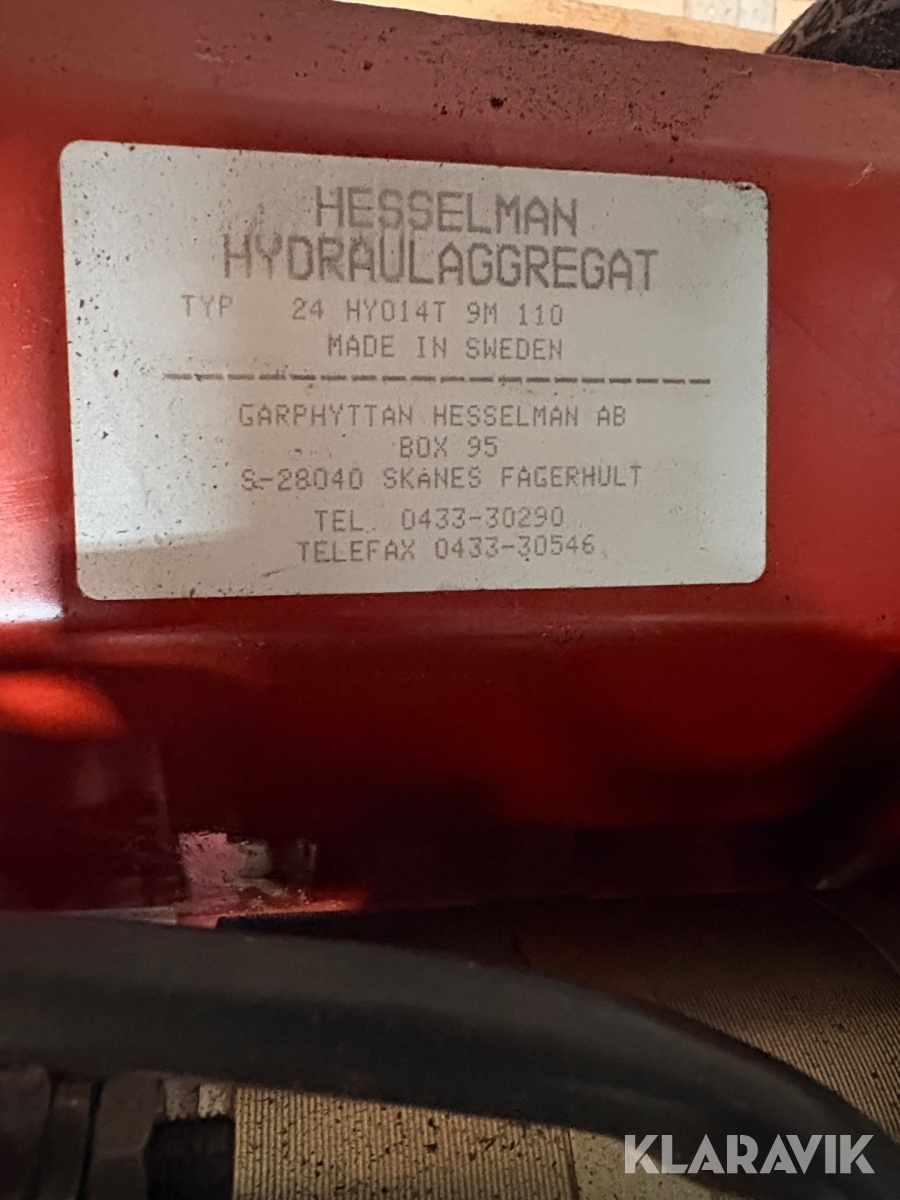 HESSELMAN
HYDRAULAGGREGAT
TYP 24 HYO14T 9M 110
MADE IN SWEDEN
GARPHYTTAN HESSELMAN AB
BOX 95
S-28040 SKANES FAGERHULT
TEL. 0433-30290
TELEFAX 0433-30546
KLARAVIK